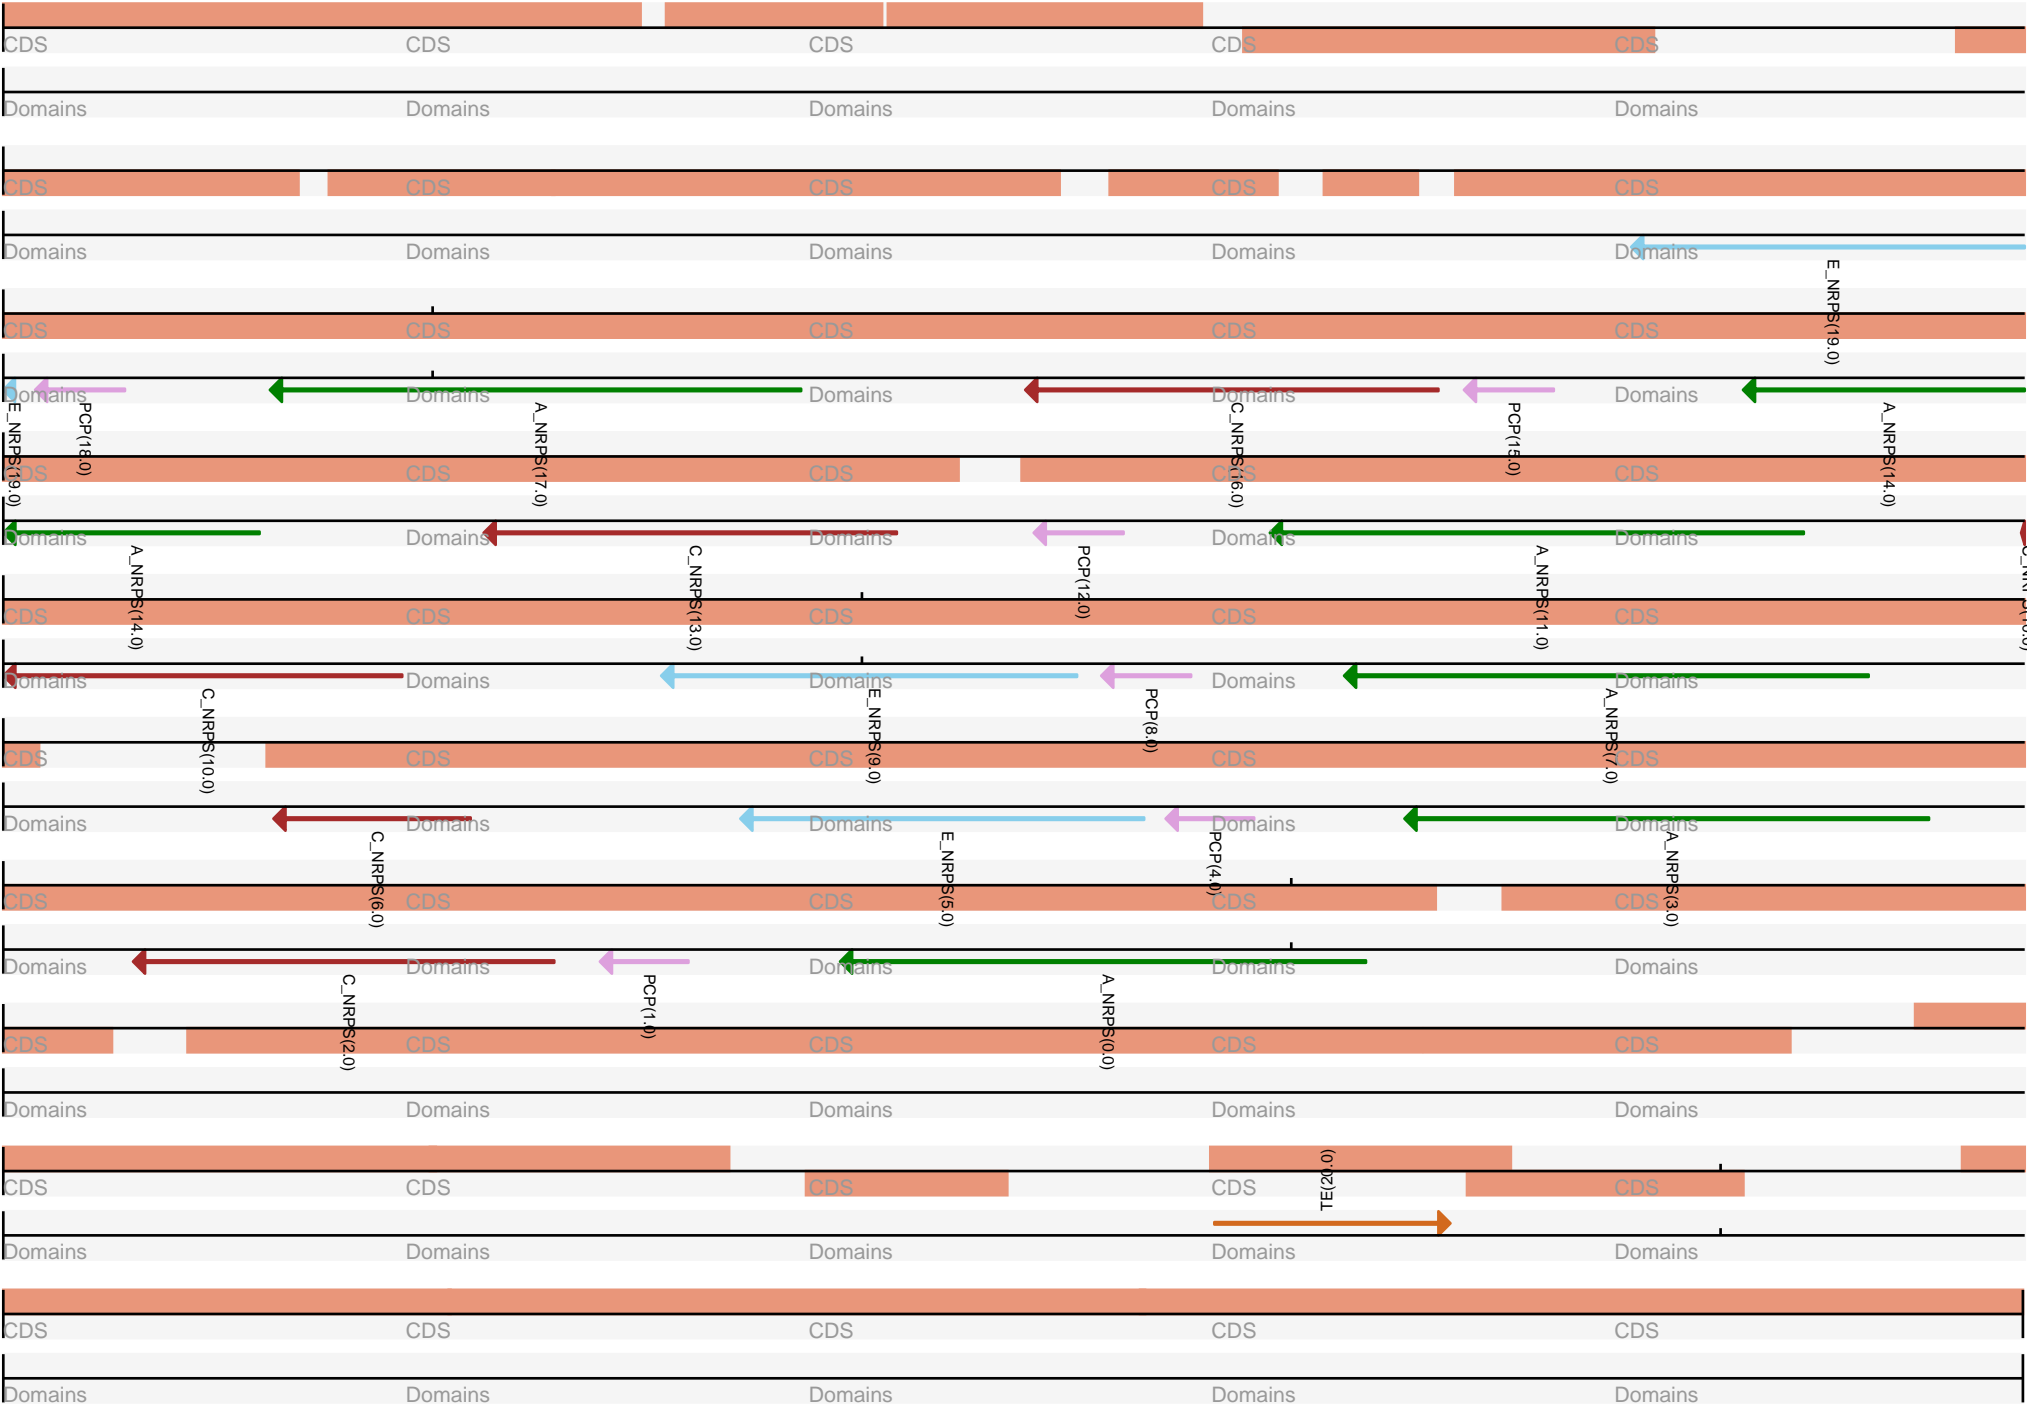 CDS CDS CDS CDS CDS
Domains Domains Domains Domains Domains
CDS CDS CDS CDS CDS
Domains Domains Domains Domains Domains
E_NRPS(19.0)
CDS CDS CDS CDS CDS
Domains Domains Domains Domains Domains
E_NRPS(19.0) PCP(18.0) A_NRPS(17.0) C_NRPS(16.0) PCP(15.0) A_NRPS(14.0)
CDS CDS CDS CDS CDS
Domains Domains Domains Domains Domains
A_NRPS(14.0) C_NRPS(13.0) PCP(12.0) A_NRPS(11.0)
CDS CDS CDS CDS CDS
Domains Domains Domains Domains Domains
C_NRPS(10.0) E_NRPS(9.0) PCP(8.0) A_NRPS(7.0)
CDS CDS CDS CDS CDS
Domains Domains Domains Domains Domains
C_NRPS(6.0) E_NRPS(5.0) PCP(4.0) A_NRPS(3.0)
CDS CDS CDS CDS CDS
Domains Domains Domains Domains Domains
C_NRPS(2.0) PCP(1.0) A_NRPS(0.0)
CDS CDS CDS CDS CDS
Domains Domains Domains Domains Domains
TE(20.0)
CDS CDS CDS CDS CDS
Domains Domains Domains Domains Domains
CDS CDS CDS CDS CDS
Domains Domains Domains Domains Domains